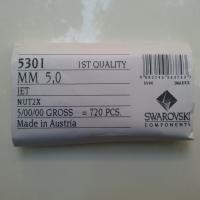 5301 1ST QUALITY
MM 5,0
JET
NUT2X
5/00/00 GROSS = 720 PCS.
Made in Austria
SWAROVSKI
COMPONENTS